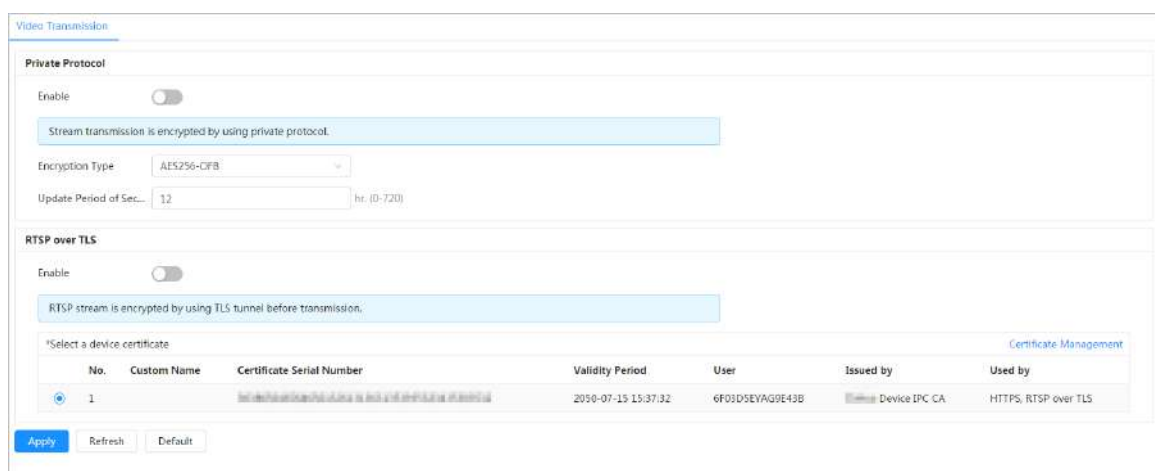 Video Transmission
Private Protocol
Enable
Stream transmission is encrypted by using private protocol.
Encryption Type AES256-OFB
Update Period of Sec... 12 hr. (0-720)
RTSP over TLS
Enable
RTSP stream is encrypted by using TLS tunnel before transmission.
*Select a device certificate Certificate Management
No. Custom Name Certificate Serial Number Validity Period User Issued by Used by
1 2050-07-15 15:37:32 6F03D5EYAG9E43B Device IPC CA HTTPS, RTSP over TLS
Apply Refresh Default